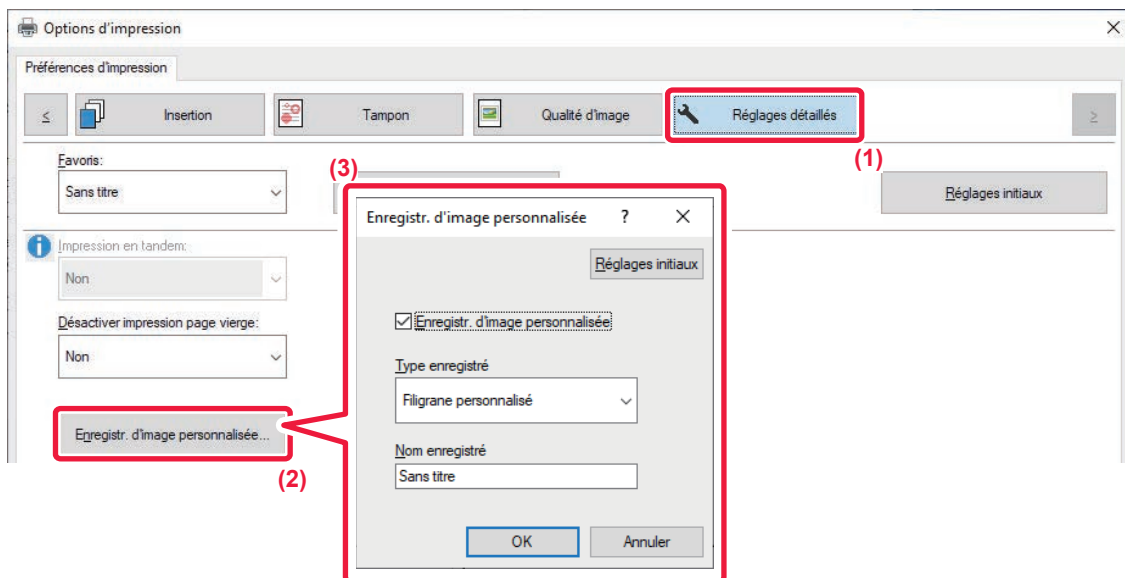 Options d'impression
Préférences d'impression
<
Insertion
Tampon
Qualité d'image
Réglages détaillés
>
(1)
Favoris:
Sans titre
(3)
Réglages initiaux
Enregistr. d'image personnalisée ?
Réglages initiaux
Impression en tandem:
Non
Enregistr. d'image personnalisée
Désactiver impression page vierge:
Non
Type enregistré
Filigrane personnalisé
Enregistr. d'image personnalisée...
(2)
Nom enregistré
Sans titre
OK
Annuler